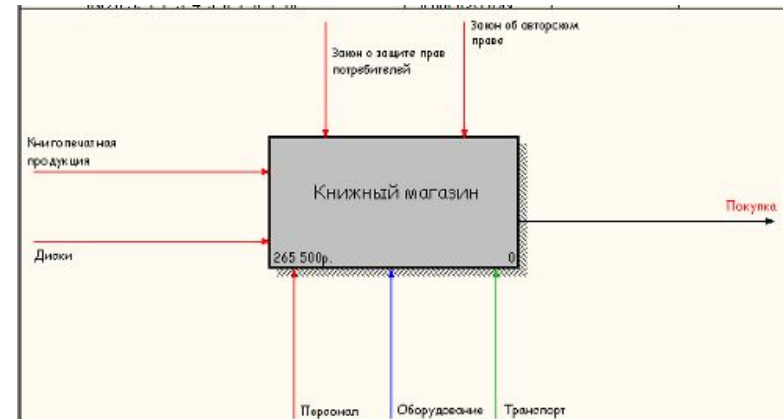 Закон о защите прав
потребителей
Закон об авторском
праве
Книгопечатная
продукция
Книжный магазин
Покупка
Диски
265 500р.
0
Персонал
Оборудование
Транспорт